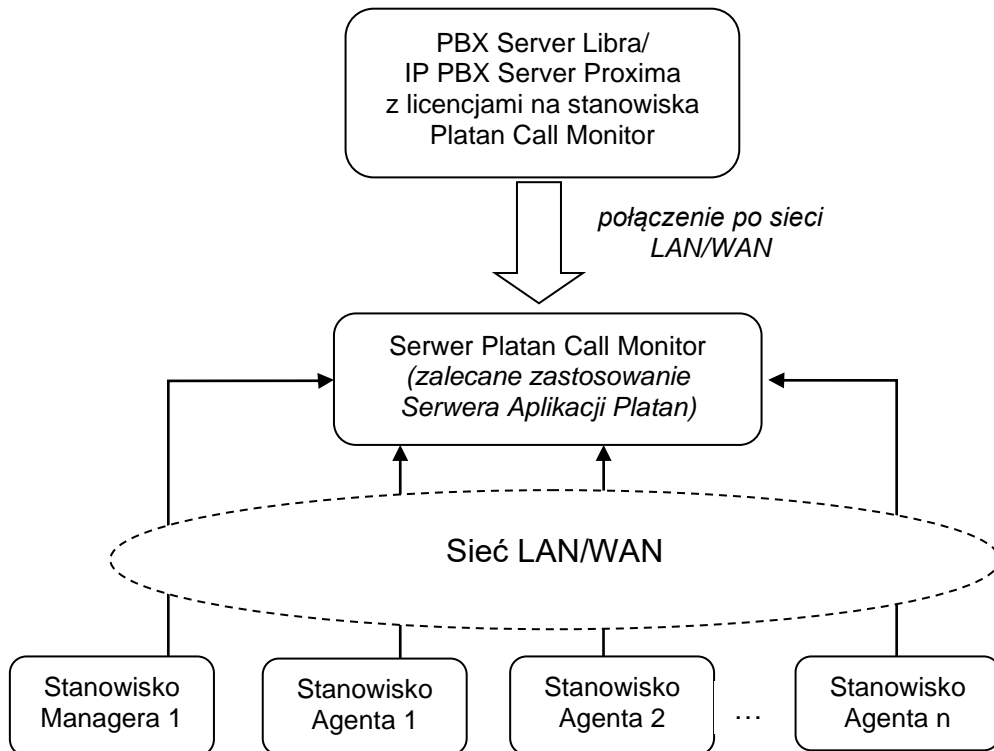 PBX Server Libra/
IP PBX Server Proxima
z licencjami na stanowiska
Platan Call Monitor
połączenie po sieci
LAN/WAN
Serwer Platan Call Monitor
(zalecane zastosowanie
Serwera Aplikacji Platan)
Sieć LAN/WAN
Stanowisko
Managera 1
Stanowisko
Agenta 1
Stanowisko
Agenta 2
...
Stanowisko
Agenta n